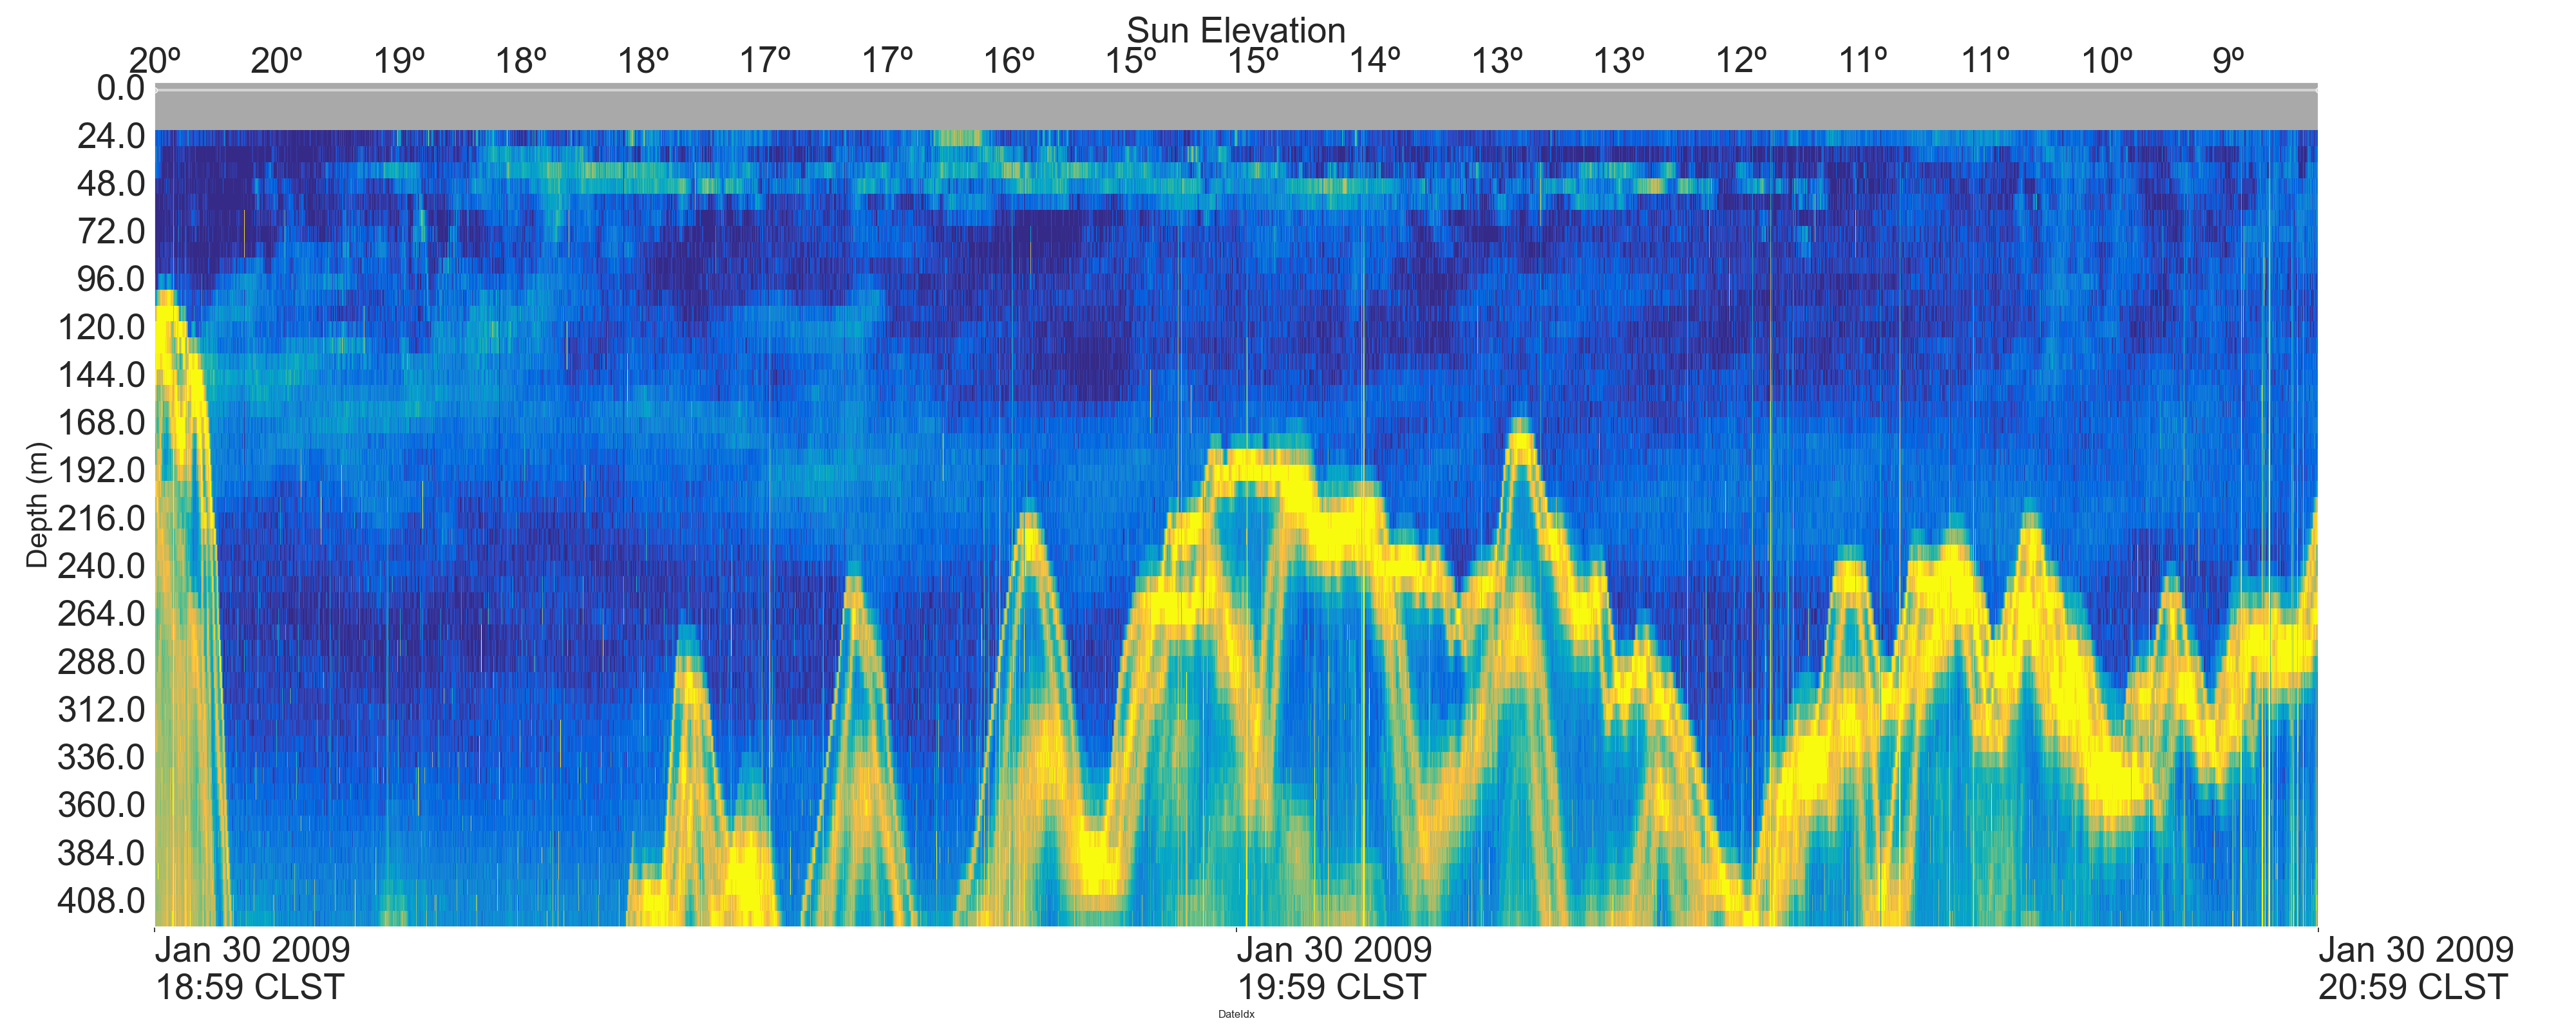 Sun Elevation
20º 20º 19º 18º 18º 17º 17º 16º 15º 15º 14º 13º 13º 12º 11º 11º 10º 9º
0.0
24.0
48.0
72.0
96.0
120.0
144.0
168.0
192.0
216.0
240.0
264.0
288.0
312.0
336.0
360.0
384.0
408.0
Depth (m)
Jan 30 2009
18:59 CLST
Jan 30 2009
19:59 CLST
Jan 30 2009
20:59 CLST
DateIdx